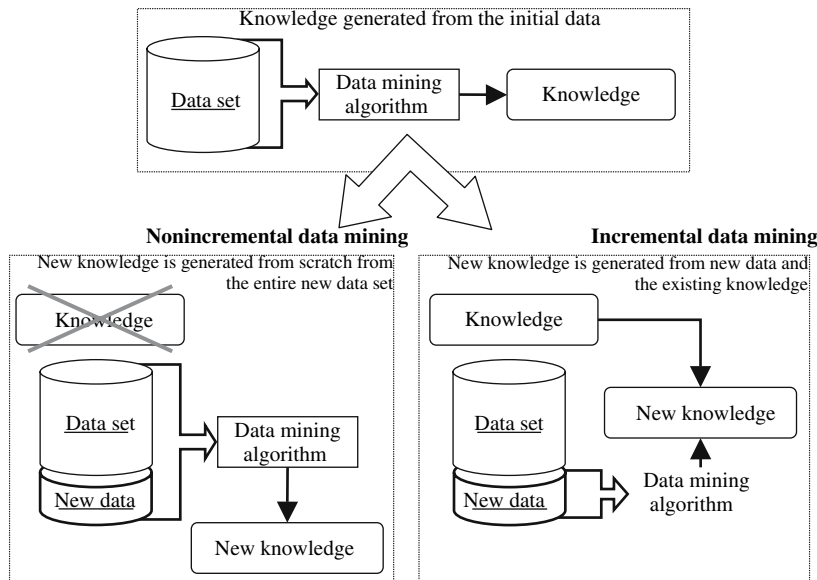 Knowledge generated from the initial data
Data set
Data mining
algorithm
Knowledge
Nonincremental data mining
New knowledge is generated from scratch from
the entire new data set
Knowledge
Data set
New data
Data mining
algorithm
New knowledge
Incremental data mining
New knowledge is generated from new data and
the existing knowledge
Knowledge
Data set
New data
New knowledge
Data mining
algorithm